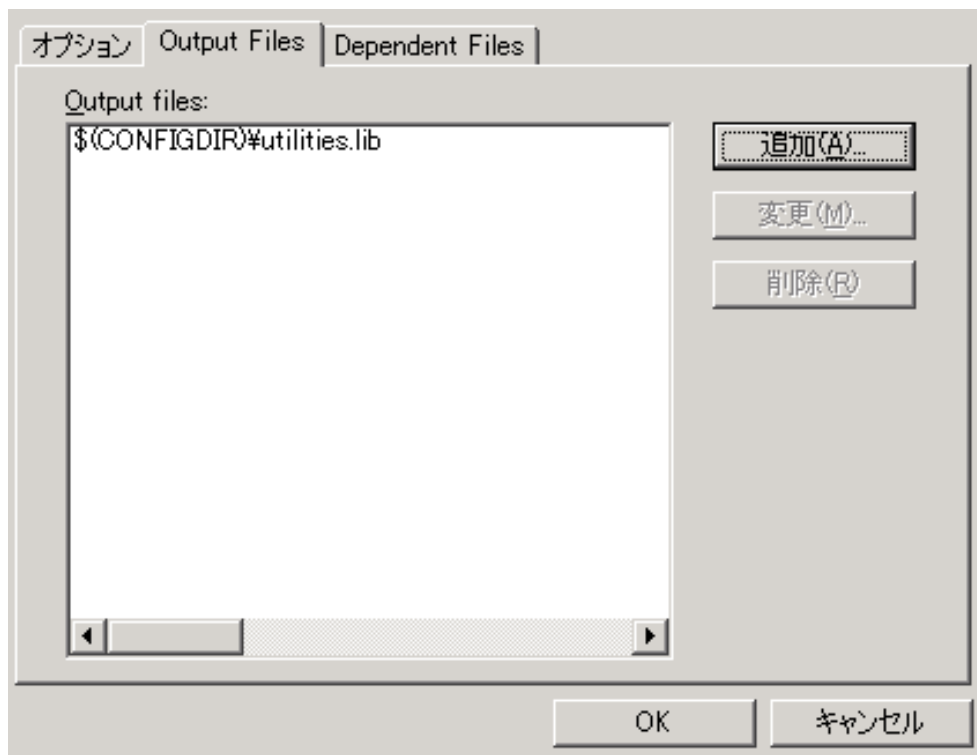 オプション Output Files Dependent Files
Output files:
$(CONFIGDIR)¥utilities.lib
追加(A)...
変更(M)...
削除(R)
OK キャンセル